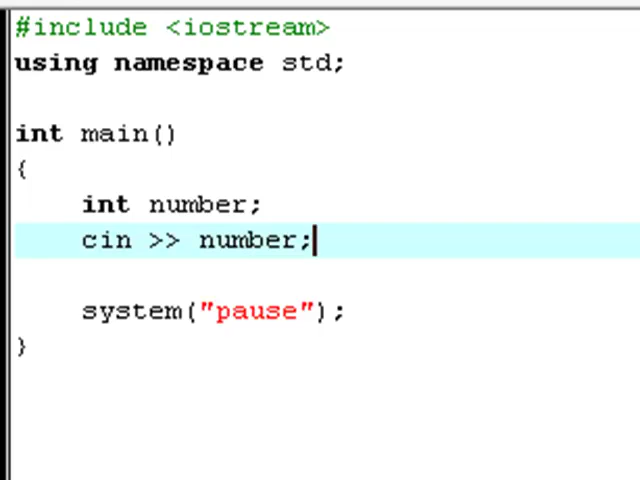 #include <iostream>
using namespace std;
int main()
{
int number;
cin >> number;
system("pause");
}